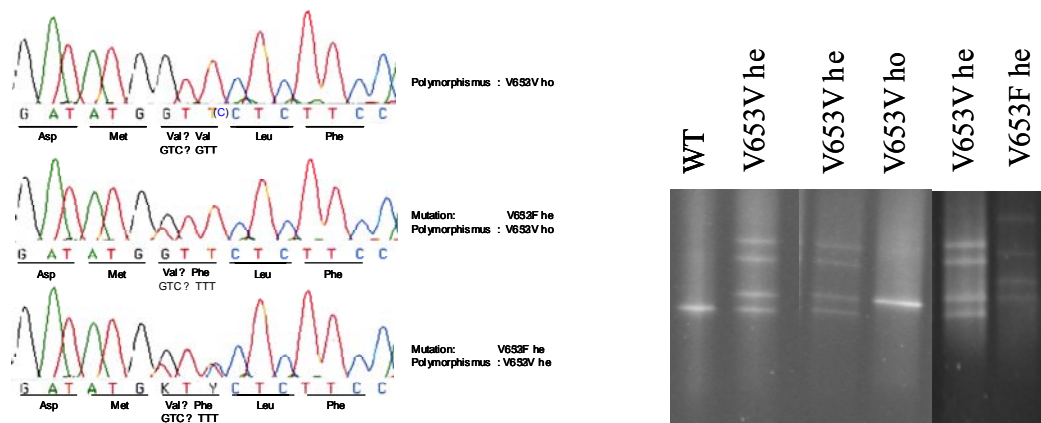 G A T A T G G T T (C) C T C T T C C
Asp Met Val? Val Leu Phe
GTC? GTT
Polymorphismus : V653V ho
G A T A T G G T T C T C T T C C
Asp Met Val? Phe Leu Phe
GTC? TTT
Mutation: V653F he
Polymorphismus : V653V ho
G A T A T G K T Y C T C T T C C
Asp Met Val? Phe Leu Phe
GTC? TTT
Mutation: V653F he
Polymorphismus : V653V he
WT
V653V he
V653V he
V653V ho
V653V he
V653F he